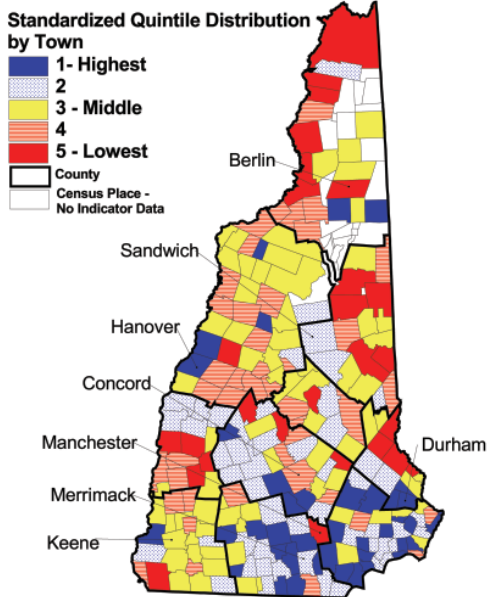 Standardized Quintile Distribution
by Town
1- Highest
2
3 - Middle
4
5 - Lowest
County
Census Place -
No Indicator Data
Berlin
Sandwich
Hanover
Concord
Manchester
Durham
Merrimack
Keene